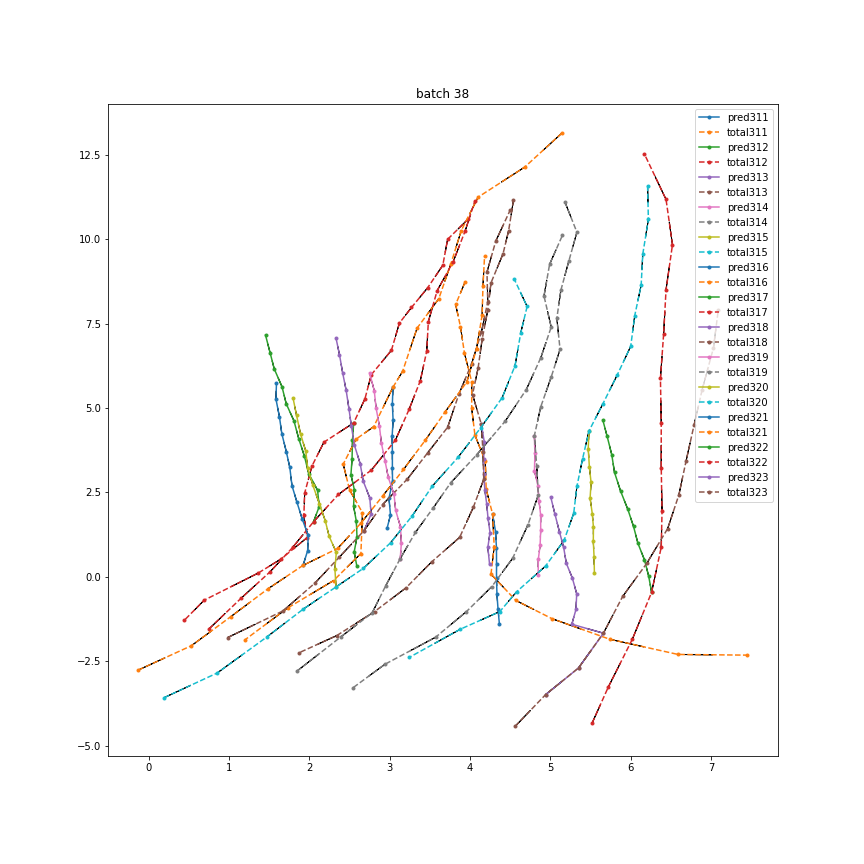 batch 38
pred311
total311
pred312
total312
pred313
total313
pred314
total314
pred315
total315
pred316
total316
pred317
total317
pred318
total318
pred319
total319
pred320
total320
pred321
total321
pred322
total322
pred323
total323
12.5
10.0
7.5
5.0
2.5
0.0
−2.5
−5.0
0 1 2 3 4 5 6 7